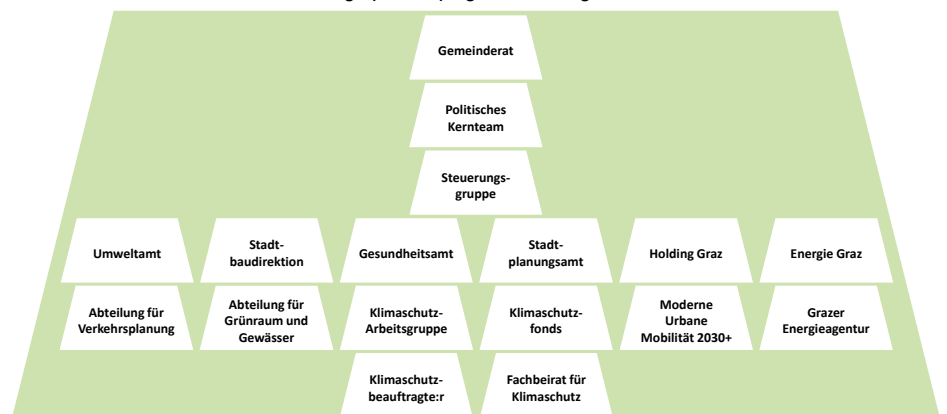 Gemeinderat
Politisches
Kernteam
Steuerungs-
gruppe
Umweltamt
Stadt-
baudirektion
Gesundheitsamt
Stadt-
planungsamt
Holding Graz
Energie Graz
Abteilung für
Verkehrsplanung
Abteilung für
Grünraum und
Gewässer
Klimaschutz-
Arbeitsgruppe
Klimaschutz-
fonds
Moderne
Urbane
Mobilität 2030+
Grazer
Energieagentur
Klimaschutz-
beauftragte:r
Fachbeirat für
Klimaschutz